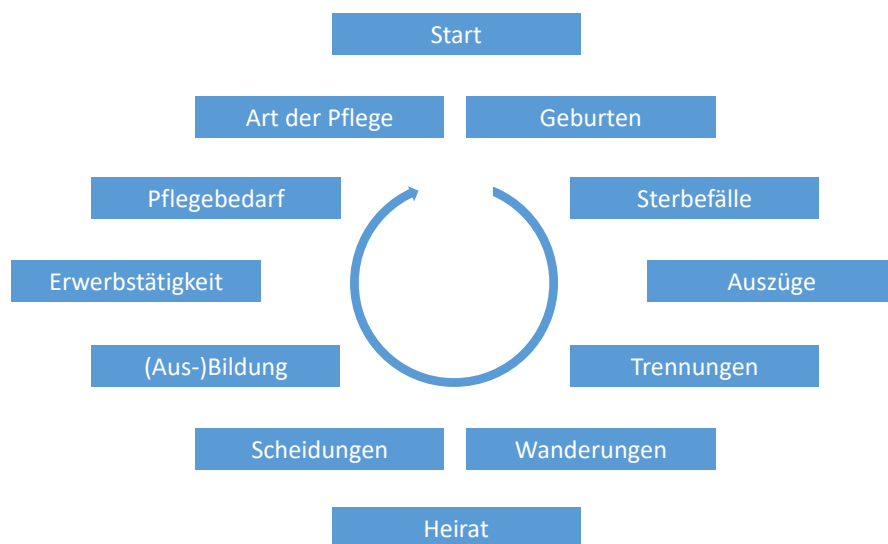 Start
Geburten
Sterbefälle
Auszüge
Trennungen
Wanderungen
Heirat
Scheidungen
(Aus-)Bildung
Erwerbstätigkeit
Pflegebedarf
Art der Pflege